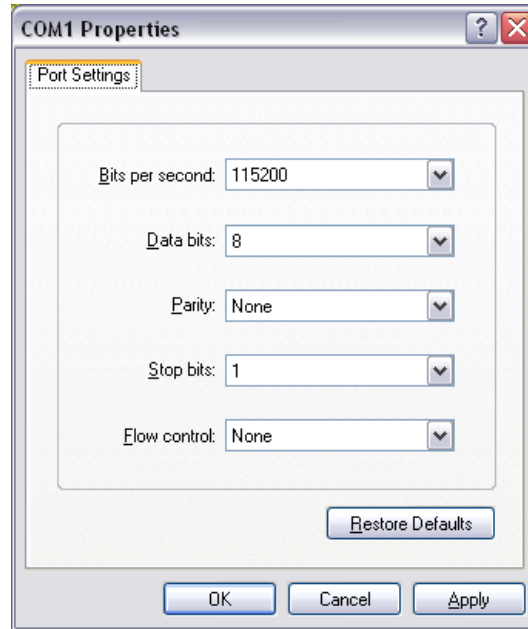 COM1 Properties
Port Settings
Bits per second: 115200
Data bits: 8
Parity: None
Stop bits: 1
Flow control: None
Restore Defaults
OK Cancel Apply